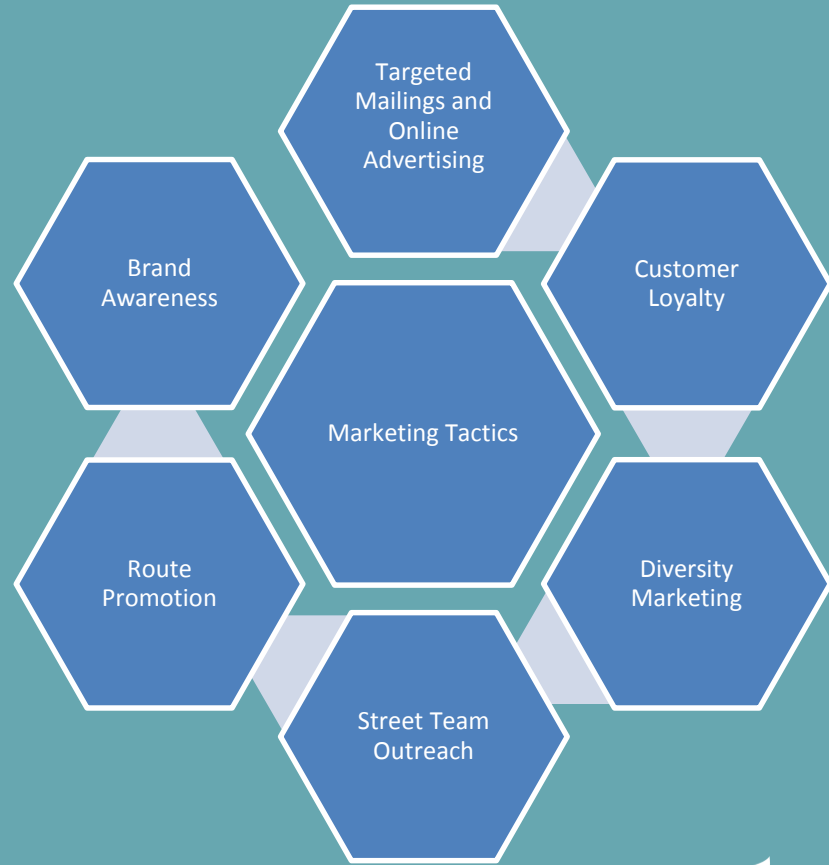 Targeted
Mailings and
Online
Advertising
Customer
Loyalty
Diversity
Marketing
Street Team
Outreach
Route
Promotion
Brand
Awareness
Marketing Tactics